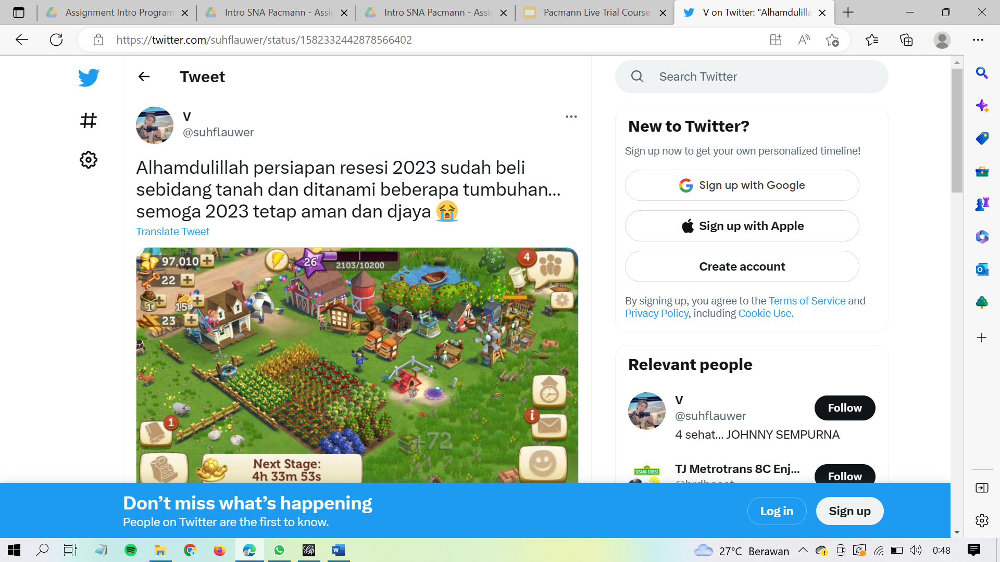 Assignment Intro Program
Intro SNA Pacmann - Assig
Intro SNA Pacmann - Assig
Pacmann Live Trial Course
V on Twitter: "Alhamdulilla
https://twitter.com/suhflauwer/status/1582332442878566402
Tweet
V
@suhflauwer
Alhamdulillah persiapan resesi 2023 sudah beli
sebidang tanah dan ditanami beberapa tumbuhan...
semoga 2023 tetap aman dan djaya
Translate Tweet
97,010
22
1
15
23
26
2103/10200
4
1
+72
Next Stage:
4h 33m 53s
Search Twitter
New to Twitter?
Sign up now to get your own personalized timeline!
Sign up with Google
Sign up with Apple
Create account
By signing up, you agree to the Terms of Service and
Privacy Policy, including Cookie Use.
Relevant people
V
@suhflauwer
Follow
4 sehat... JOHNNY SEMPURNA
SESAMA STRESS
TJ Metrotrans 8C Enj...
Follow
Don't miss what's happening
People on Twitter are the first to know.
Log in
Sign up
27°C Berawan
0:48